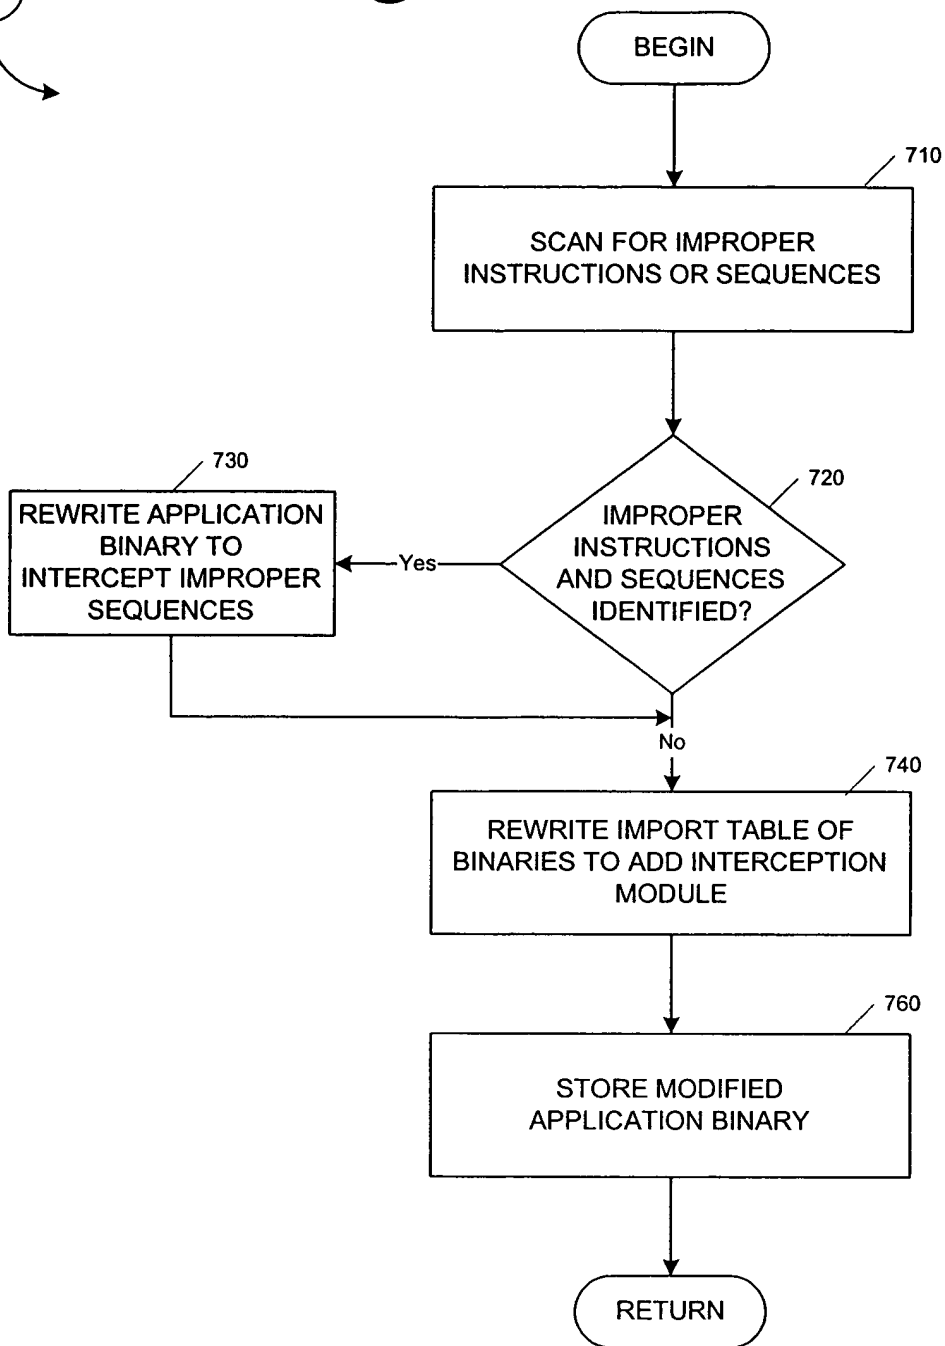 BEGIN
710
SCAN FOR IMPROPER
INSTRUCTIONS OR SEQUENCES
730
REWRITE APPLICATION
BINARY TO
INTERCEPT IMPROPER
SEQUENCES
Yes
720
IMPROPER
INSTRUCTIONS
AND SEQUENCES
IDENTIFIED?
No
740
REWRITE IMPORT TABLE OF
BINARIES TO ADD INTERCEPTION
MODULE
760
STORE MODIFIED
APPLICATION BINARY
RETURN